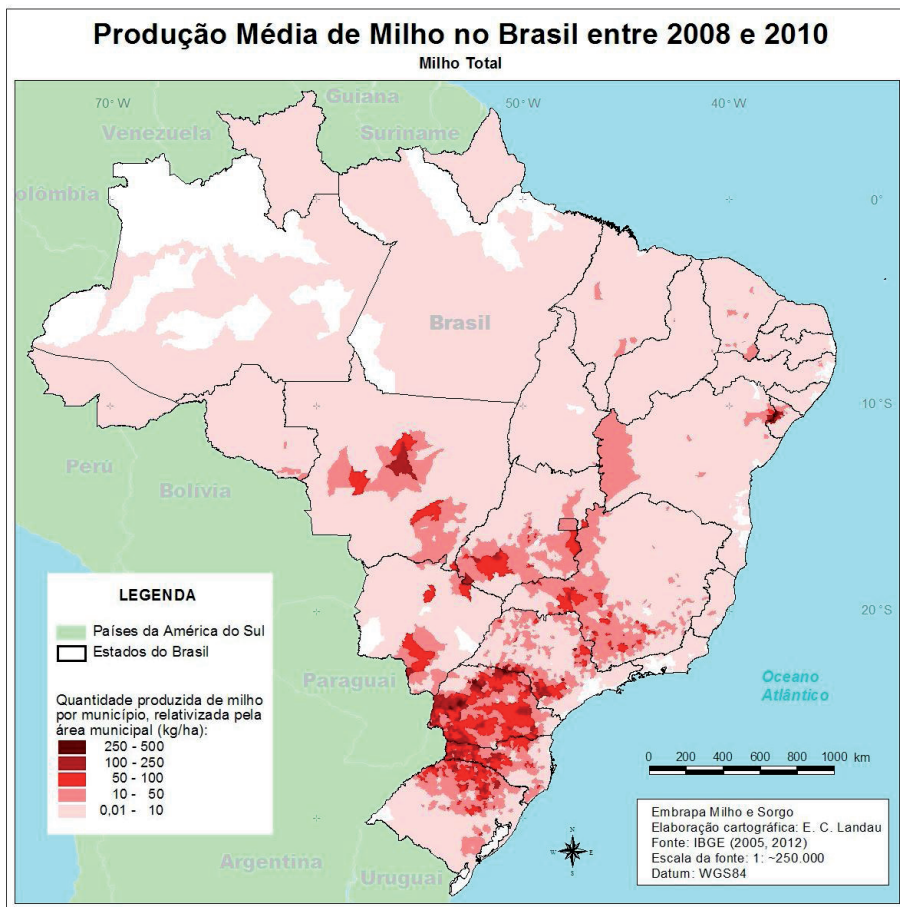 Produção Média de Milho no Brasil entre 2008 e 2010
Milho Total
70° W
50° W
40° W
Guiana
Venezuela
Suriname
olômbia
0°
Brasil
10°S
Perú
Bolívia
20°S
LEGENDA
Países da América do Sul
Estados do Brasil
Paraguai
Oceano
Atlântico
Quantidade produzida de milho
por município, relativizada pela
área municipal (kg/ha):
250 - 500
100 - 250
50 - 100
10 - 50
0,01 - 10
0 200 400 600 800 1000 km
Embrapa Milho e Sorgo
Elaboração cartográfica: E. C. Landau
Fonte: IBGE (2005, 2012)
Escala da fonte: 1: ~250.000
Datum: WGS84
N
W
E
S
Argentina
Uruguai